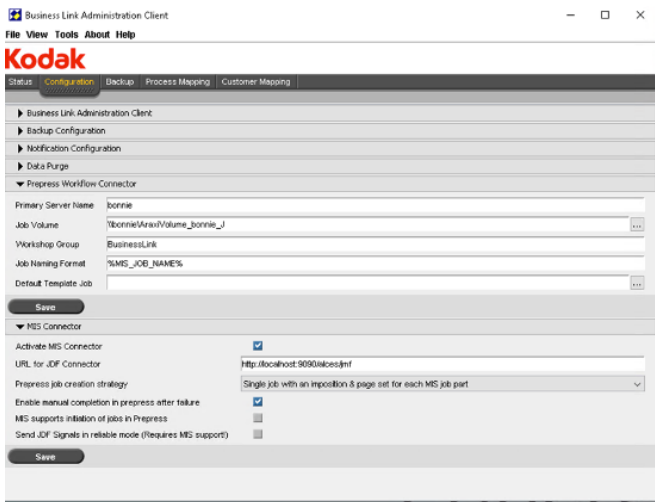 Business Link Administration Client
File View Tools About Help
Kodak
Status Configuration Backup Process Mapping Customer Mapping
Business Link Administration Client
Backup Configuration
Notification Configuration
Data Purge
Prepress Workflow Connector
Primary Server Name bonnie
Job Volume \\bonnie\AraxiVolume_bonnie_J ...
Workshop Group BusinessLink
Job Naming Format %MIS_JOB_NAME%
Default Template Job ...
Save
MIS Connector
Activate MIS Connector
URL for JDF Connector http://localhost:9090/alces/jmf
Prepress job creation strategy Single job with an imposition & page set for each MIS job part
Enable manual completion in prepress after failure
MIS supports initiation of jobs in Prepress
Send JDF Signals in reliable mode (Requires MIS support!)
Save